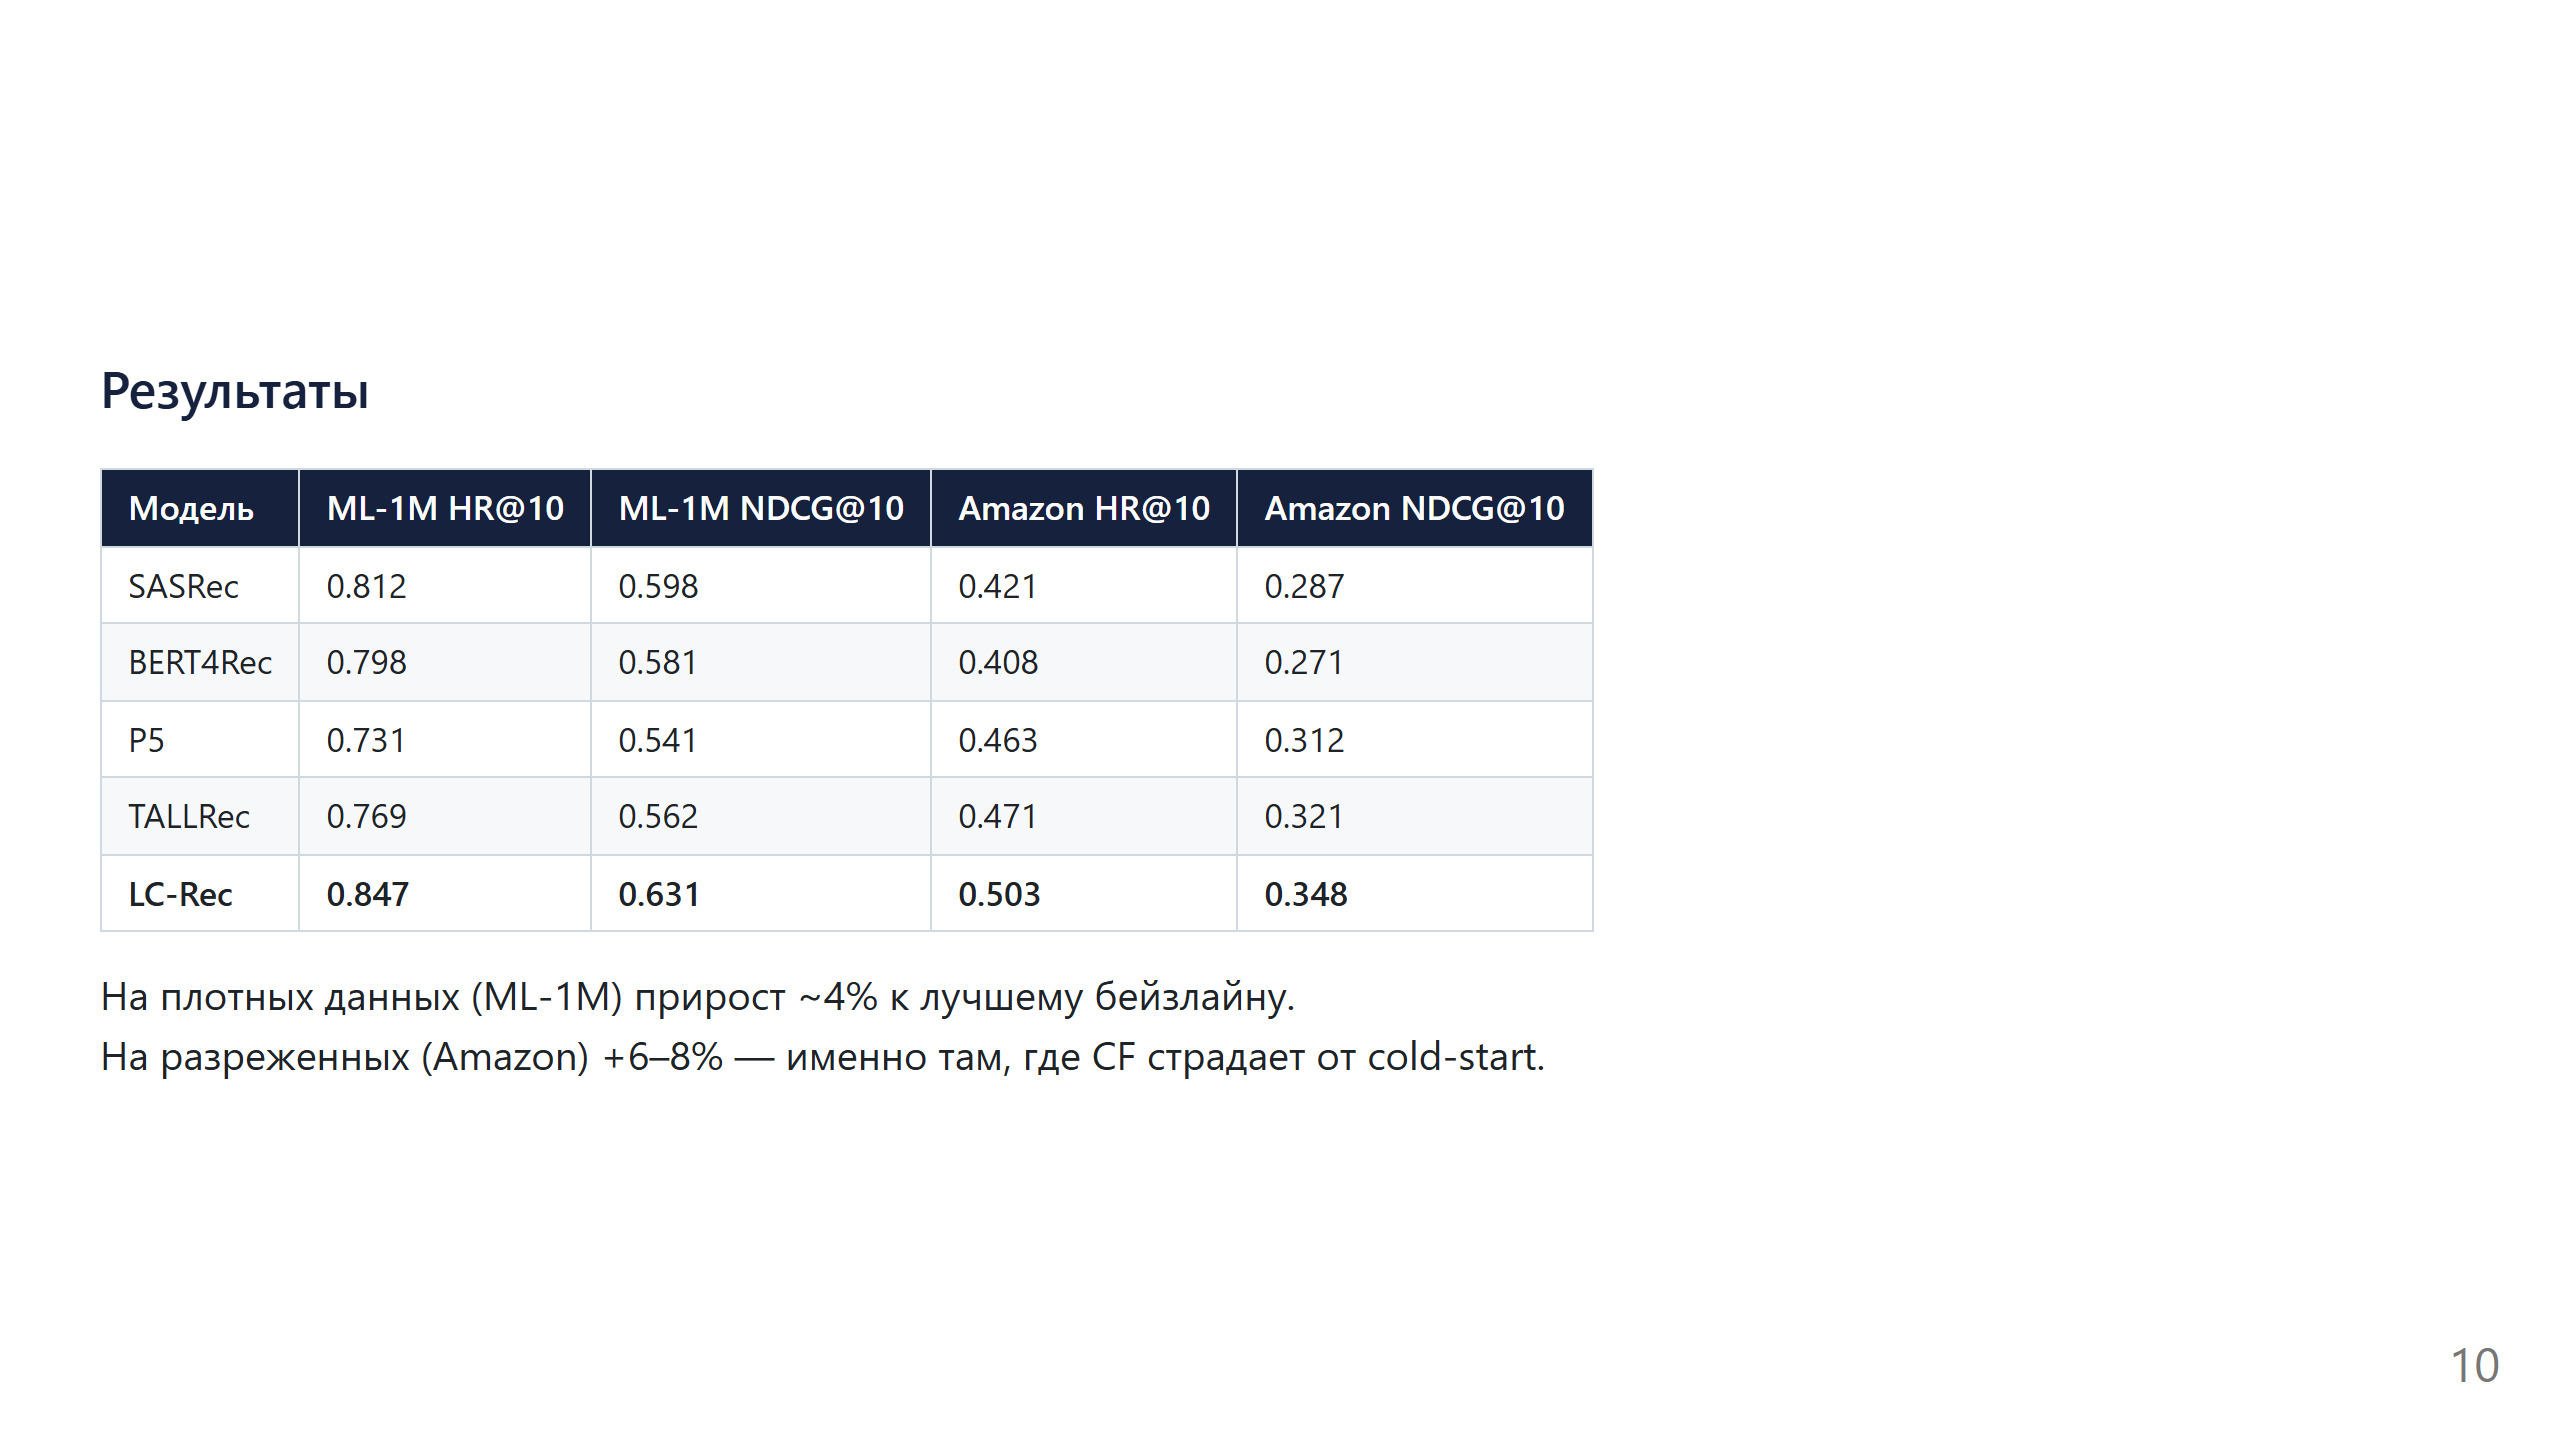 Результаты
Модель ML-1M HR@10 ML-1M NDCG@10 Amazon HR@10 Amazon NDCG@10
SASRec 0.812 0.598 0.421 0.287
BERT4Rec 0.798 0.581 0.408 0.271
P5 0.731 0.541 0.463 0.312
TALLRec 0.769 0.562 0.471 0.321
LC-Rec 0.847 0.631 0.503 0.348
На плотных данных (ML-1M) прирост ~4% к лучшему бейзлайну.
На разреженных (Amazon) +6–8% — именно там, где CF страдает от cold-start.
10